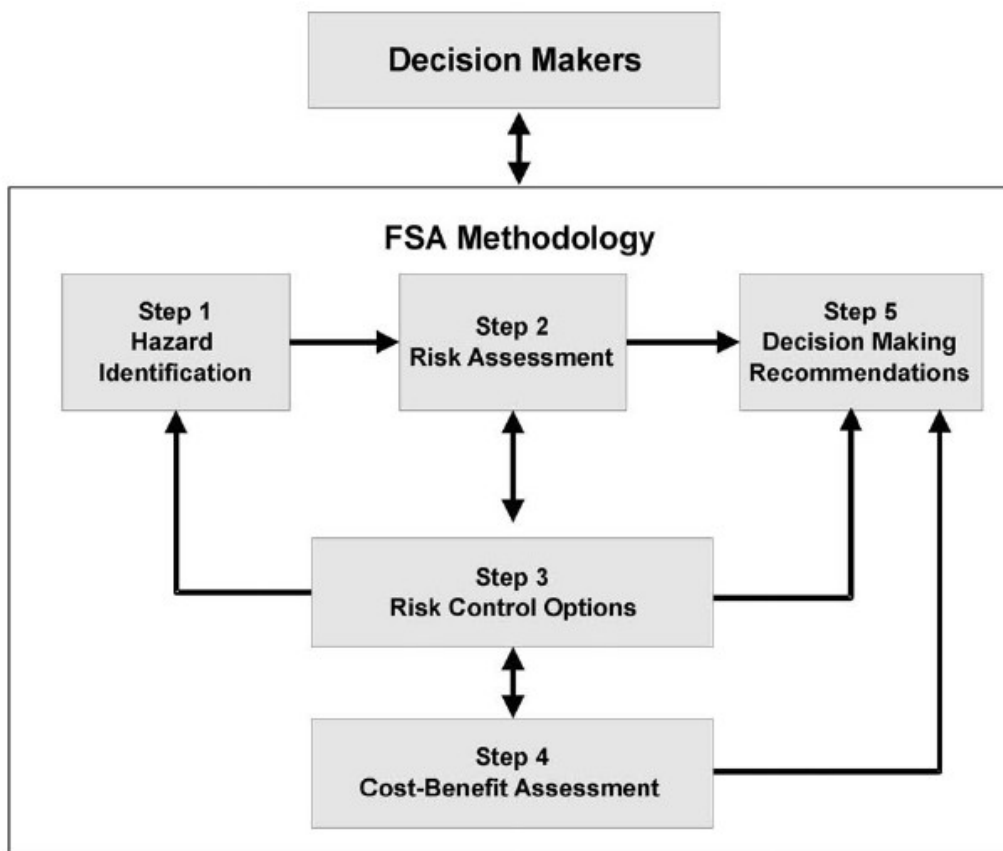 Decision Makers
FSA Methodology
Step 1
Hazard
Identification
Step 2
Risk Assessment
Step 5
Decision Making
Recommendations
Step 3
Risk Control Options
Step 4
Cost-Benefit Assessment